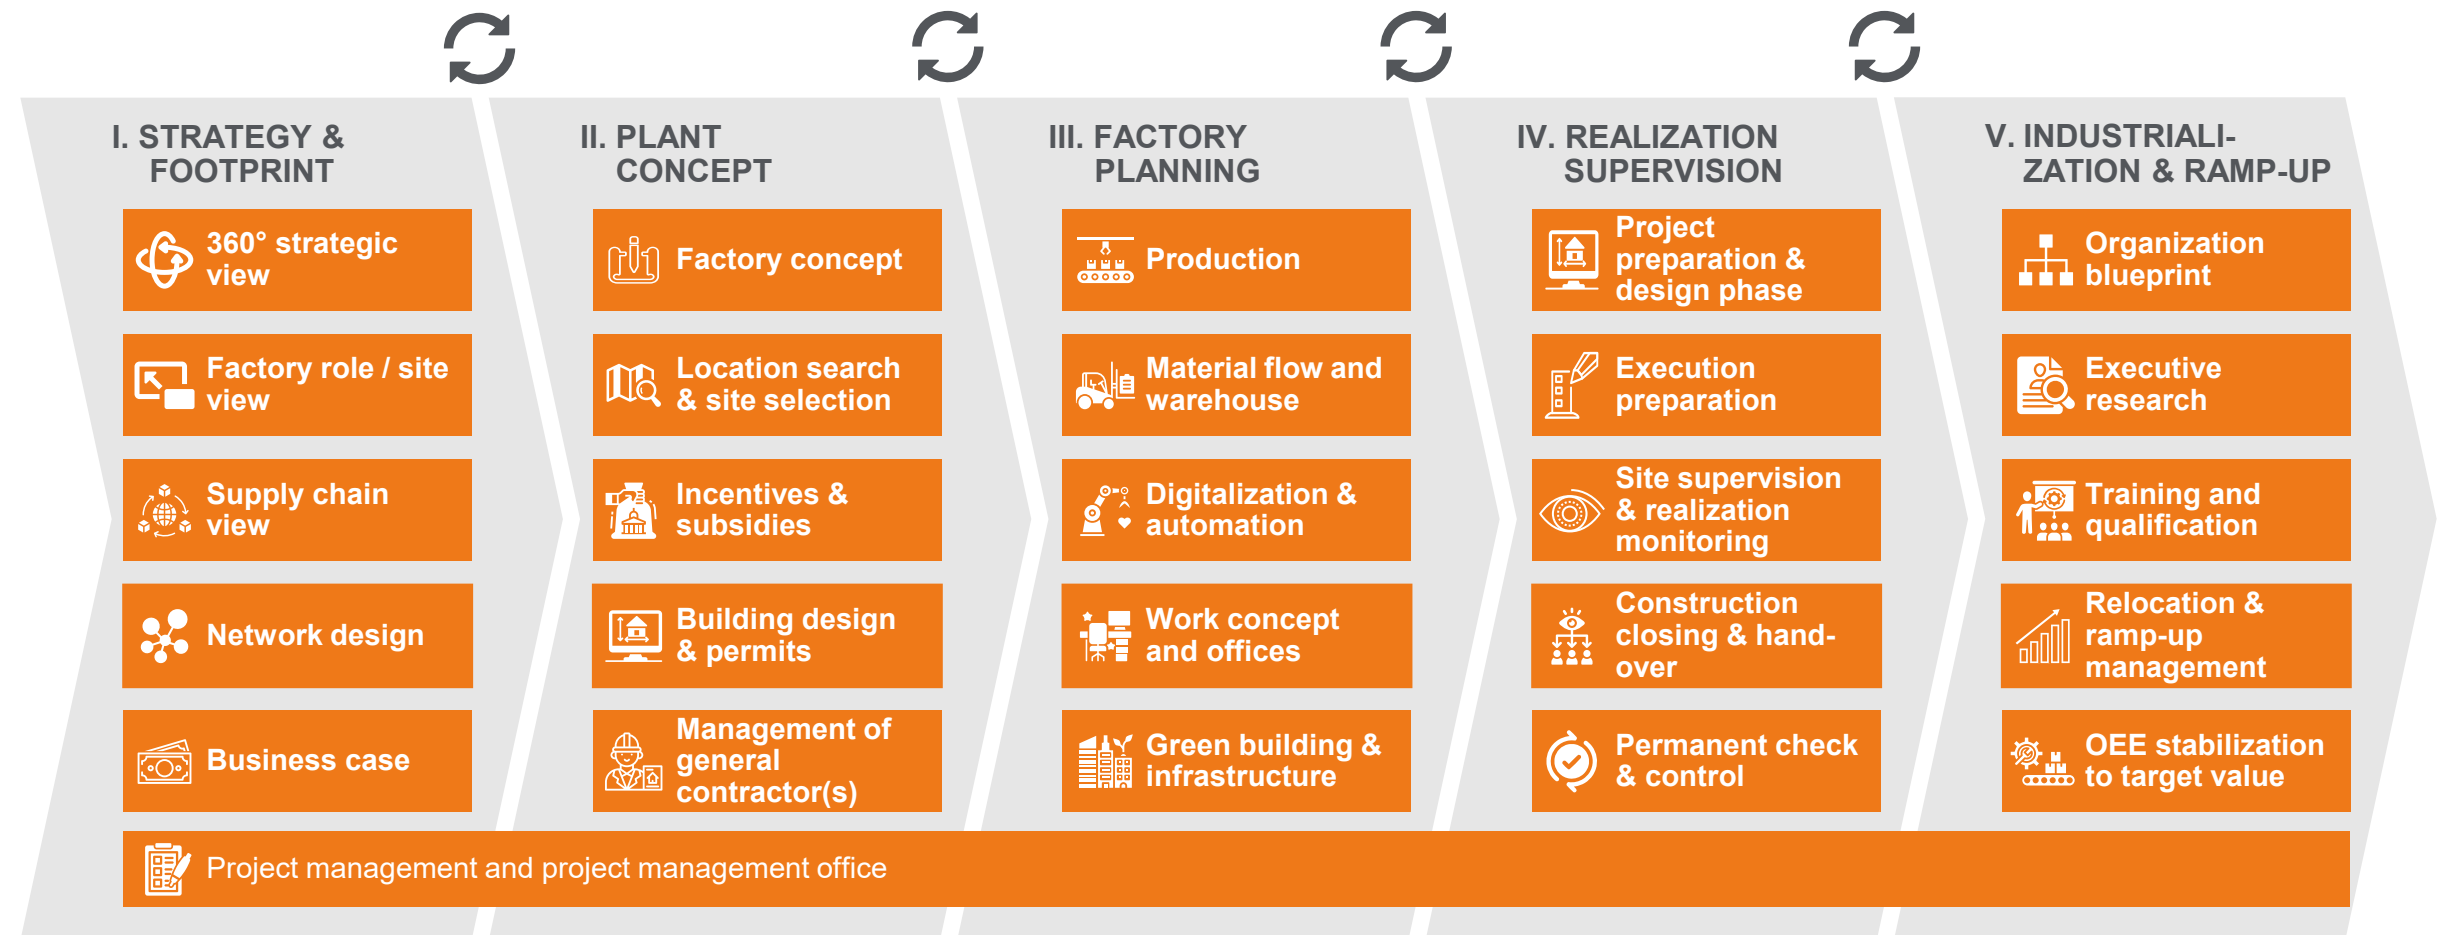 I. STRATEGY &
FOOTPRINT
360° strategic
view
Factory role / site
view
Supply chain
view
Network design
Business case
II. PLANT
CONCEPT
Factory concept
Location search
& site selection
Incentives &
subsidies
Building design
& permits
Management of
general
contractor(s)
III. FACTORY
PLANNING
Production
Material flow and
warehouse
Digitalization &
automation
Work concept
and offices
Green building &
infrastructure
IV. REALIZATION
SUPERVISION
Project
preparation &
design phase
Execution
preparation
Site supervision
& realization
monitoring
Construction
closing & hand-
over
Permanent check
& control
V. INDUSTRIALI-
ZATION & RAMP-UP
Organization
blueprint
Executive
research
Training and
qualification
Relocation &
ramp-up
management
OEE stabilization
to target value
Project management and project management office